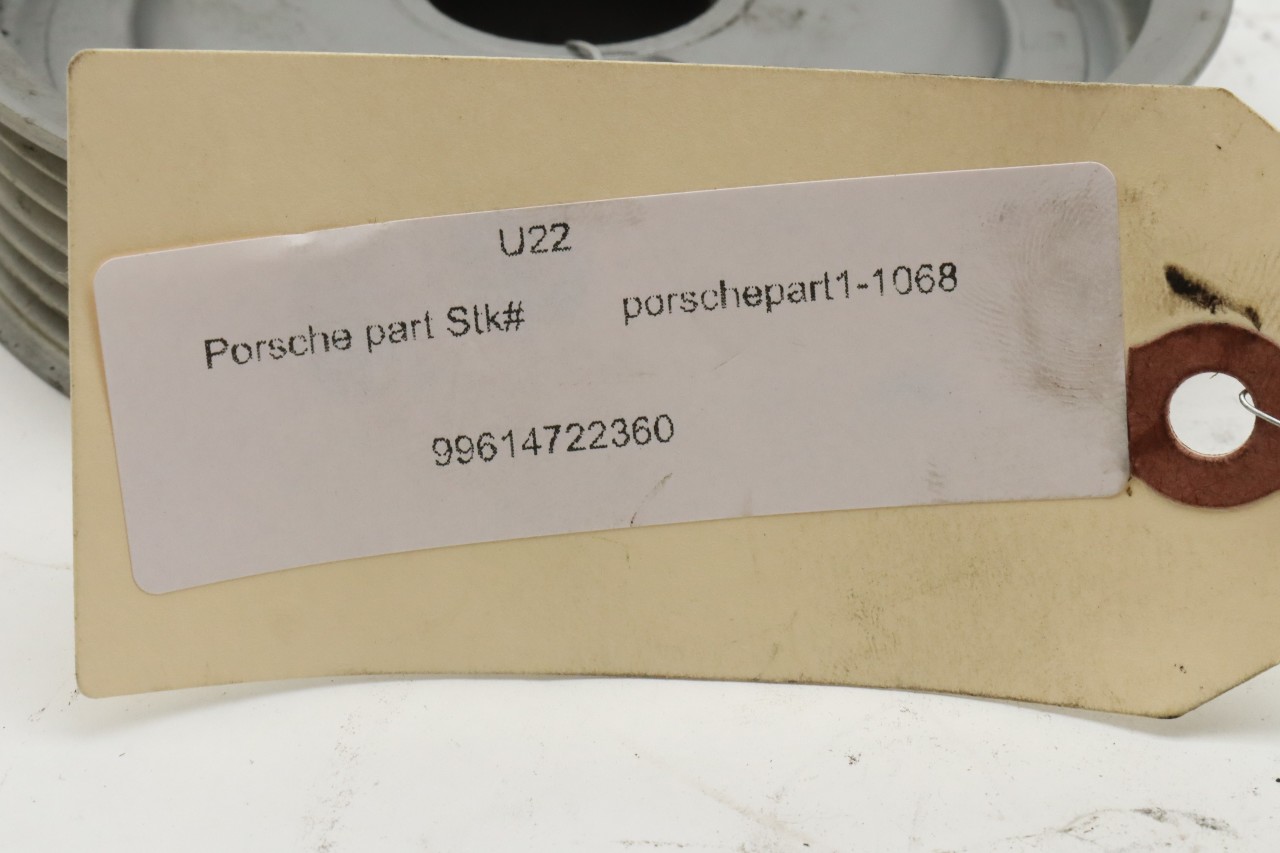 U22
Porsche part Stk# porschepart1-1068
99614722360